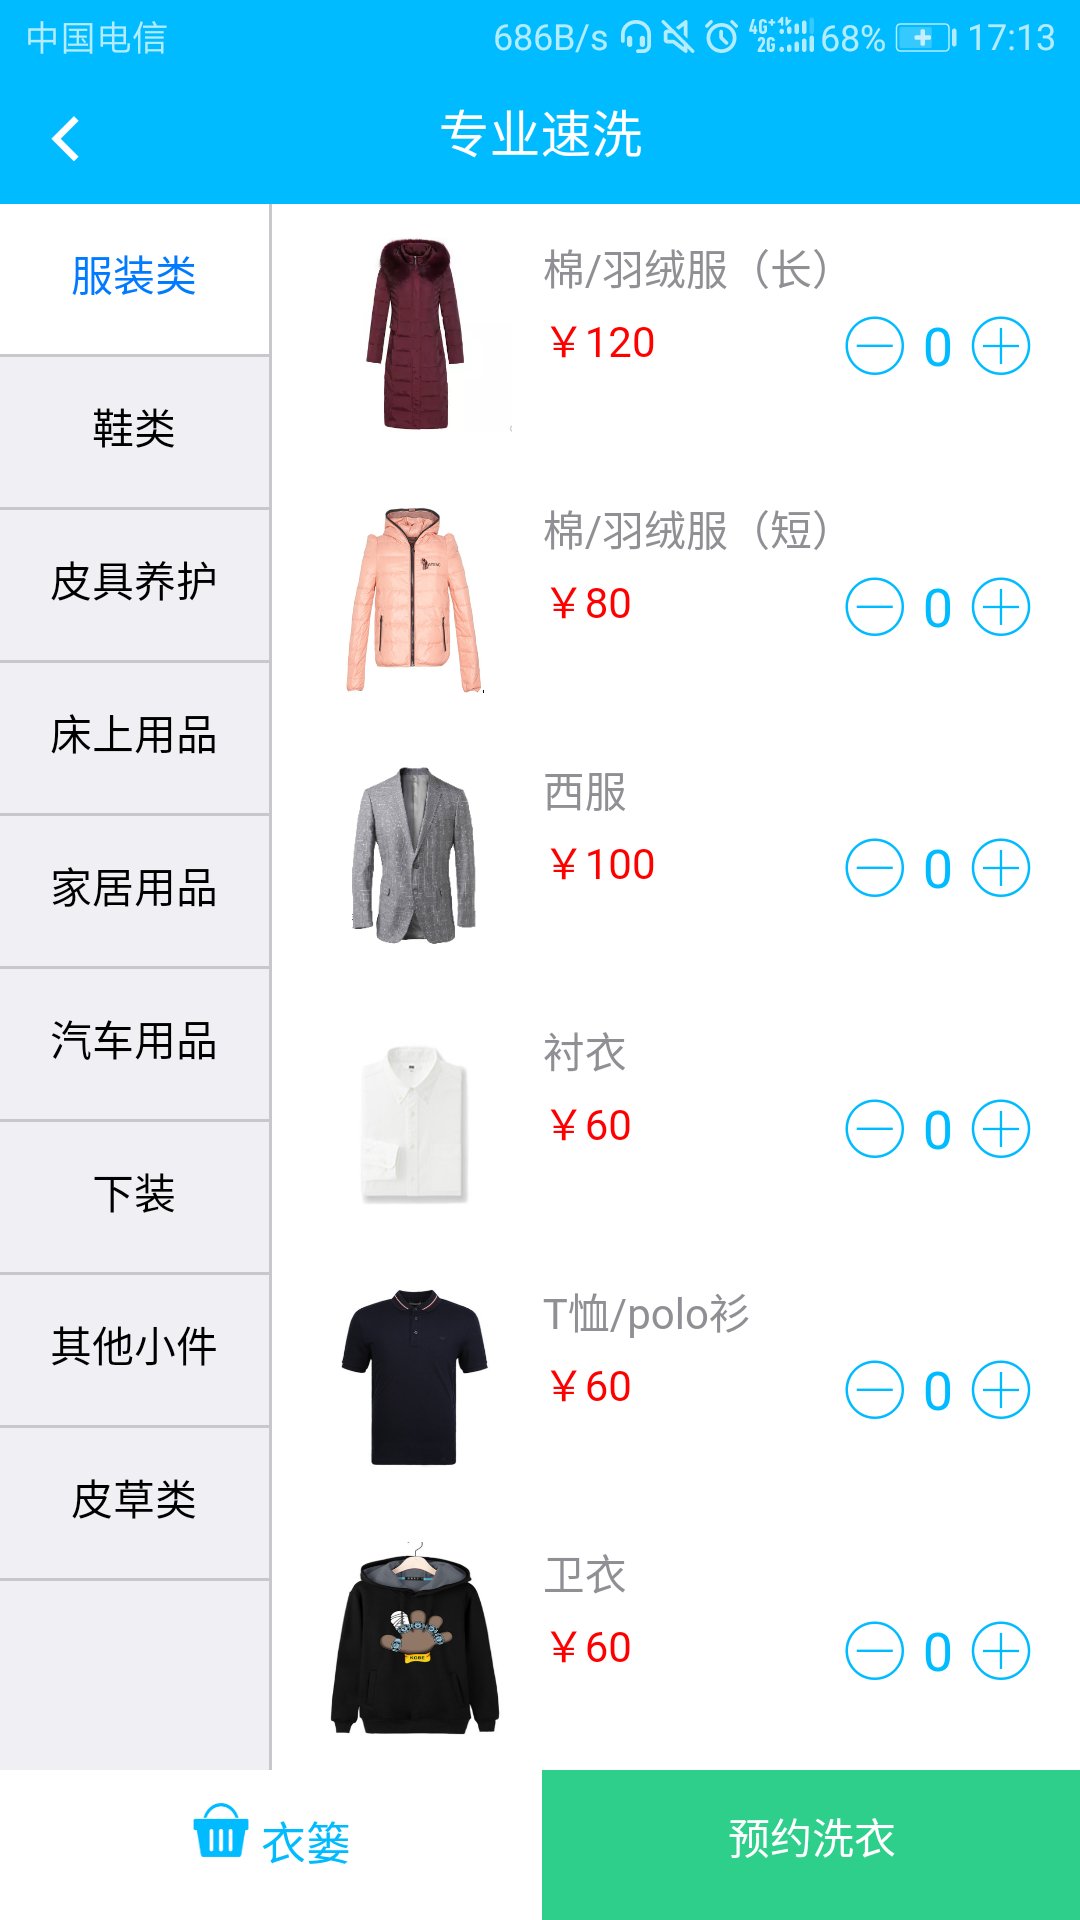 中国电信 686B/s 4G+ 2G 68% 17:13
专业速洗
服装类
鞋类
皮具养护
床上用品
家居用品
汽车用品
下装
其他小件
皮草类
棉/羽绒服（长）
￥120
0
棉/羽绒服（短）
￥80
0
西服
￥100
0
衬衣
￥60
0
T恤/polo衫
￥60
0
卫衣
￥60
0
KOBE
衣篓
预约洗衣